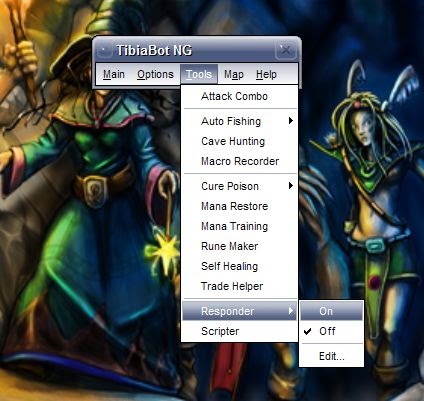 TibiaBot NG
Main Options Tools Map Help
Attack Combo
Auto Fishing
Cave Hunting
Macro Recorder
Cure Poison
Mana Restore
Mana Training
Rune Maker
Self Healing
Trade Helper
Responder On
Scripter Off
Edit...